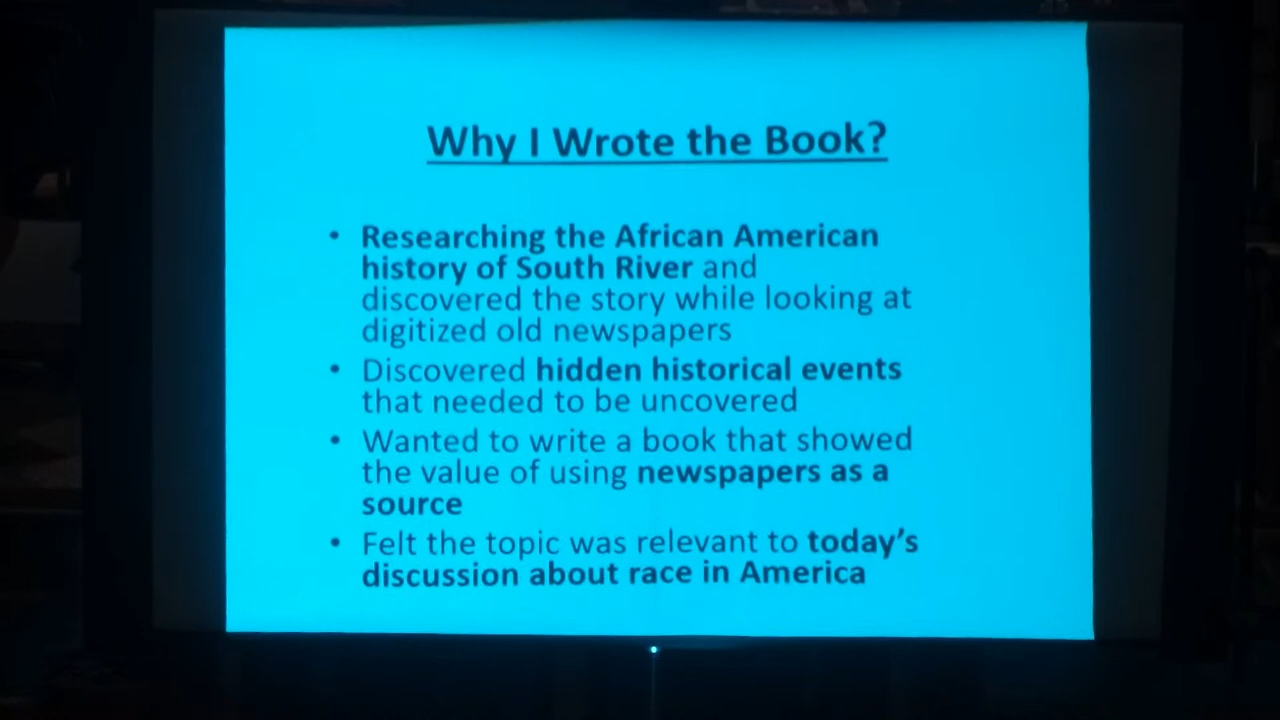 Why I Wrote the Book?
• Researching the African American
history of South River and
discovered the story while looking at
digitized old newspapers
• Discovered hidden historical events
that needed to be uncovered
• Wanted to write a book that showed
the value of using newspapers as a
source
• Felt the topic was relevant to today's
discussion about race in America